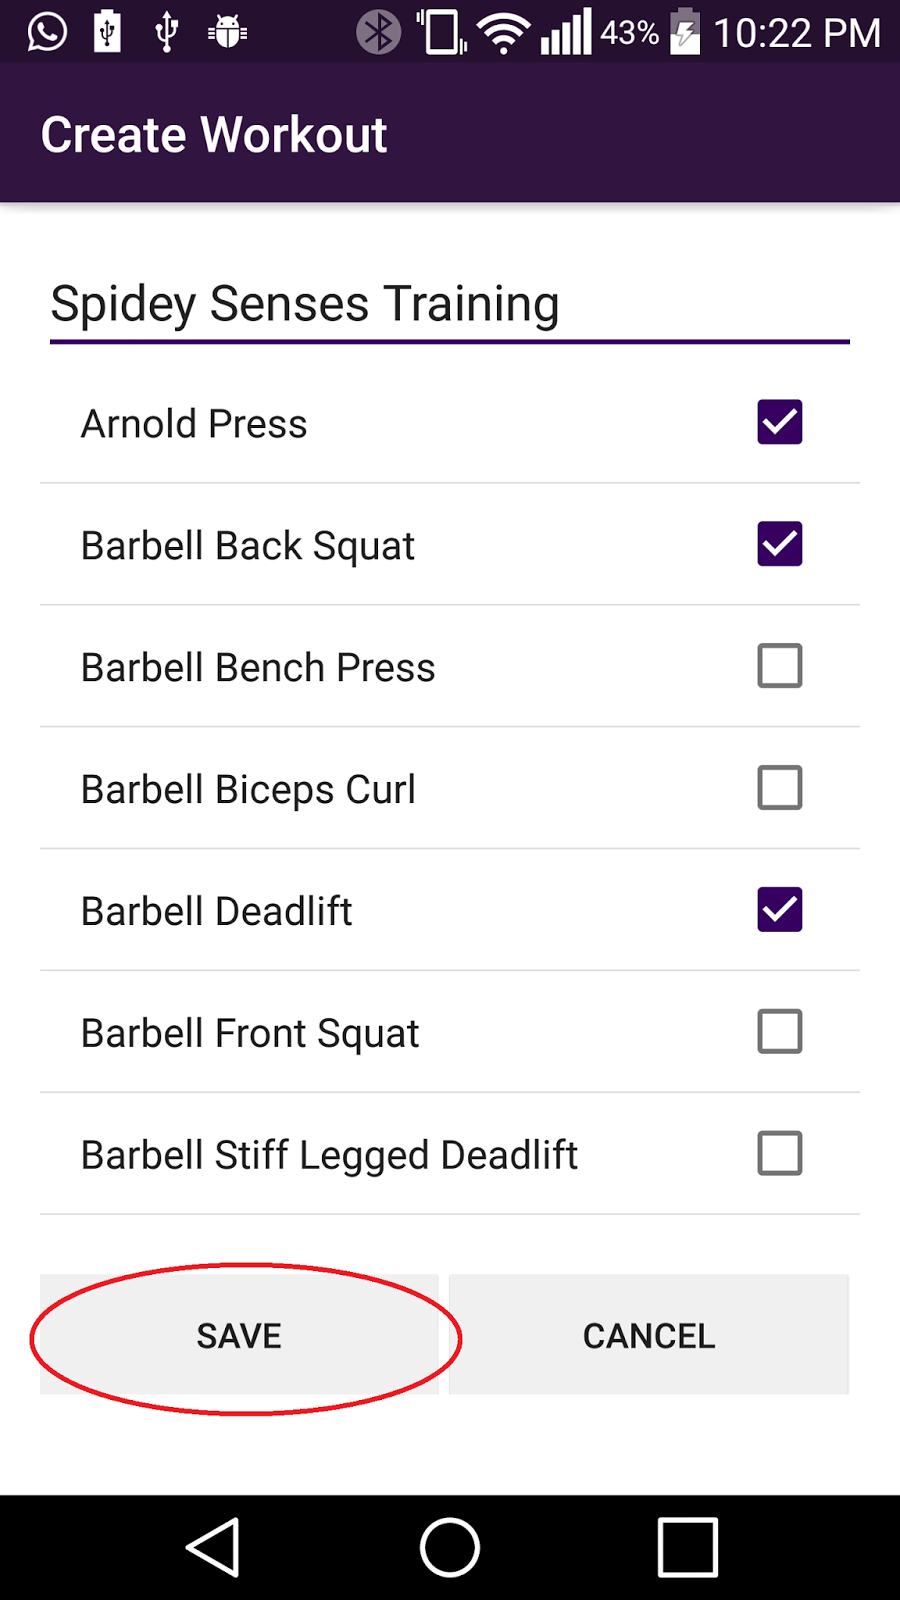 43% 10:22 PM
Create Workout
Spidey Senses Training
Arnold Press
Barbell Back Squat
Barbell Bench Press
Barbell Biceps Curl
Barbell Deadlift
Barbell Front Squat
Barbell Stiff Legged Deadlift
SAVE CANCEL